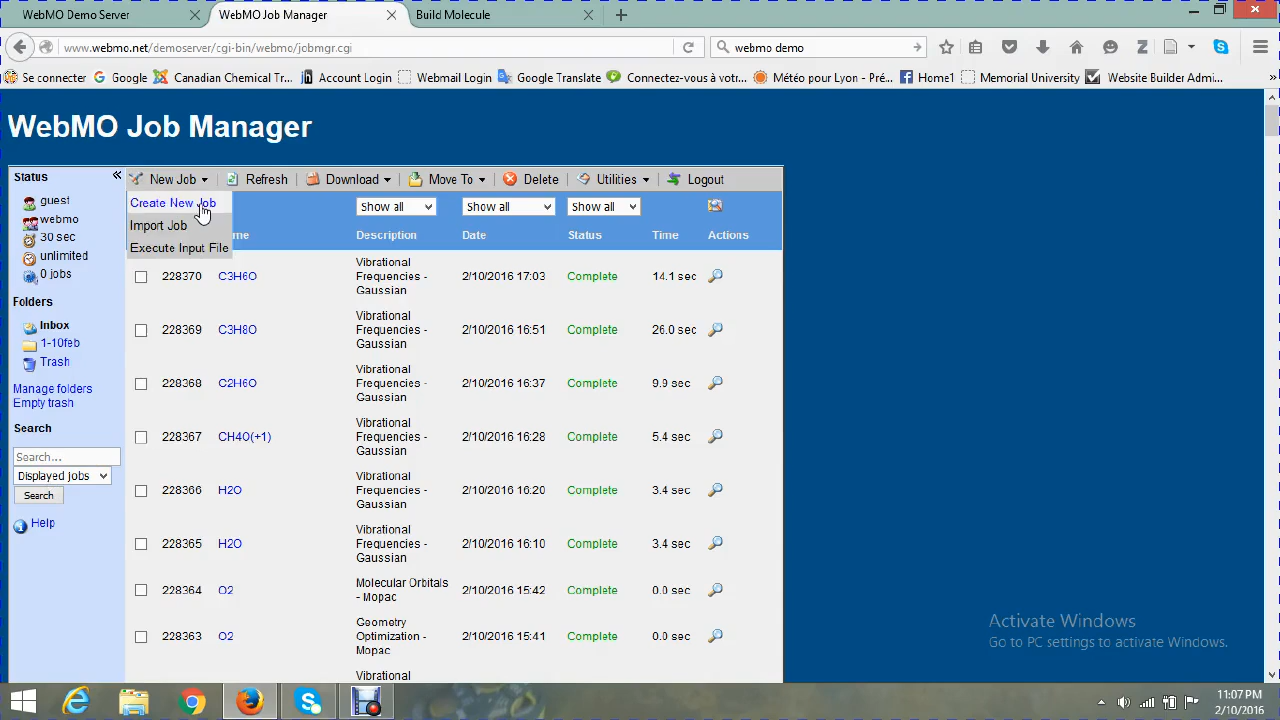 WebMO Demo Server
WebMO Job Manager
Build Molecule
www.webmo.net/demoserver/cgi-bin/webmo/jobmgr.cgi
webmo demo
Se connecter
Google
Canadian Chemical Tr...
Account Login
Webmail Login
Google Translate
Connectez-vous à votr...
Météo pour Lyon - Pré...
Home1
Memorial University
Website Builder Admi...
WebMO Job Manager
Status
guest
webmo
30 sec
unlimited
0 jobs
Folders
Inbox
1-10feb
Trash
Manage folders
Empty trash
Search
Search...
Displayed Jobs
Search
Help
New Job
Refresh
Download
Move To
Delete
Utilities
Logout
Create New Job
Import Job
Execute Input File
Show all
Show all
Show all
me
Description
Date
Status
Time
Actions
228370 C3H6O Vibrational Frequencies - Gaussian 2/10/2016 17:03 Complete 14.1 sec
228369 C3H8O Vibrational Frequencies - Gaussian 2/10/2016 16:51 Complete 26.0 sec
228368 C2H6O Vibrational Frequencies - Gaussian 2/10/2016 16:37 Complete 9.9 sec
228367 CH4O(+1) Vibrational Frequencies - Gaussian 2/10/2016 16:28 Complete 5.4 sec
228366 H2O Vibrational Frequencies - Gaussian 2/10/2016 16:20 Complete 3.4 sec
228365 H2O Vibrational Frequencies - Gaussian 2/10/2016 16:10 Complete 3.4 sec
228364 O2 Molecular Orbitals - Mopac 2/10/2016 15:42 Complete 0.0 sec
228363 O2 Geometry Optimization - Mopac 2/10/2016 15:41 Complete 0.0 sec
Vibrational
Activate Windows
Go to PC settings to activate Windows.
11:07 PM
2/10/2016